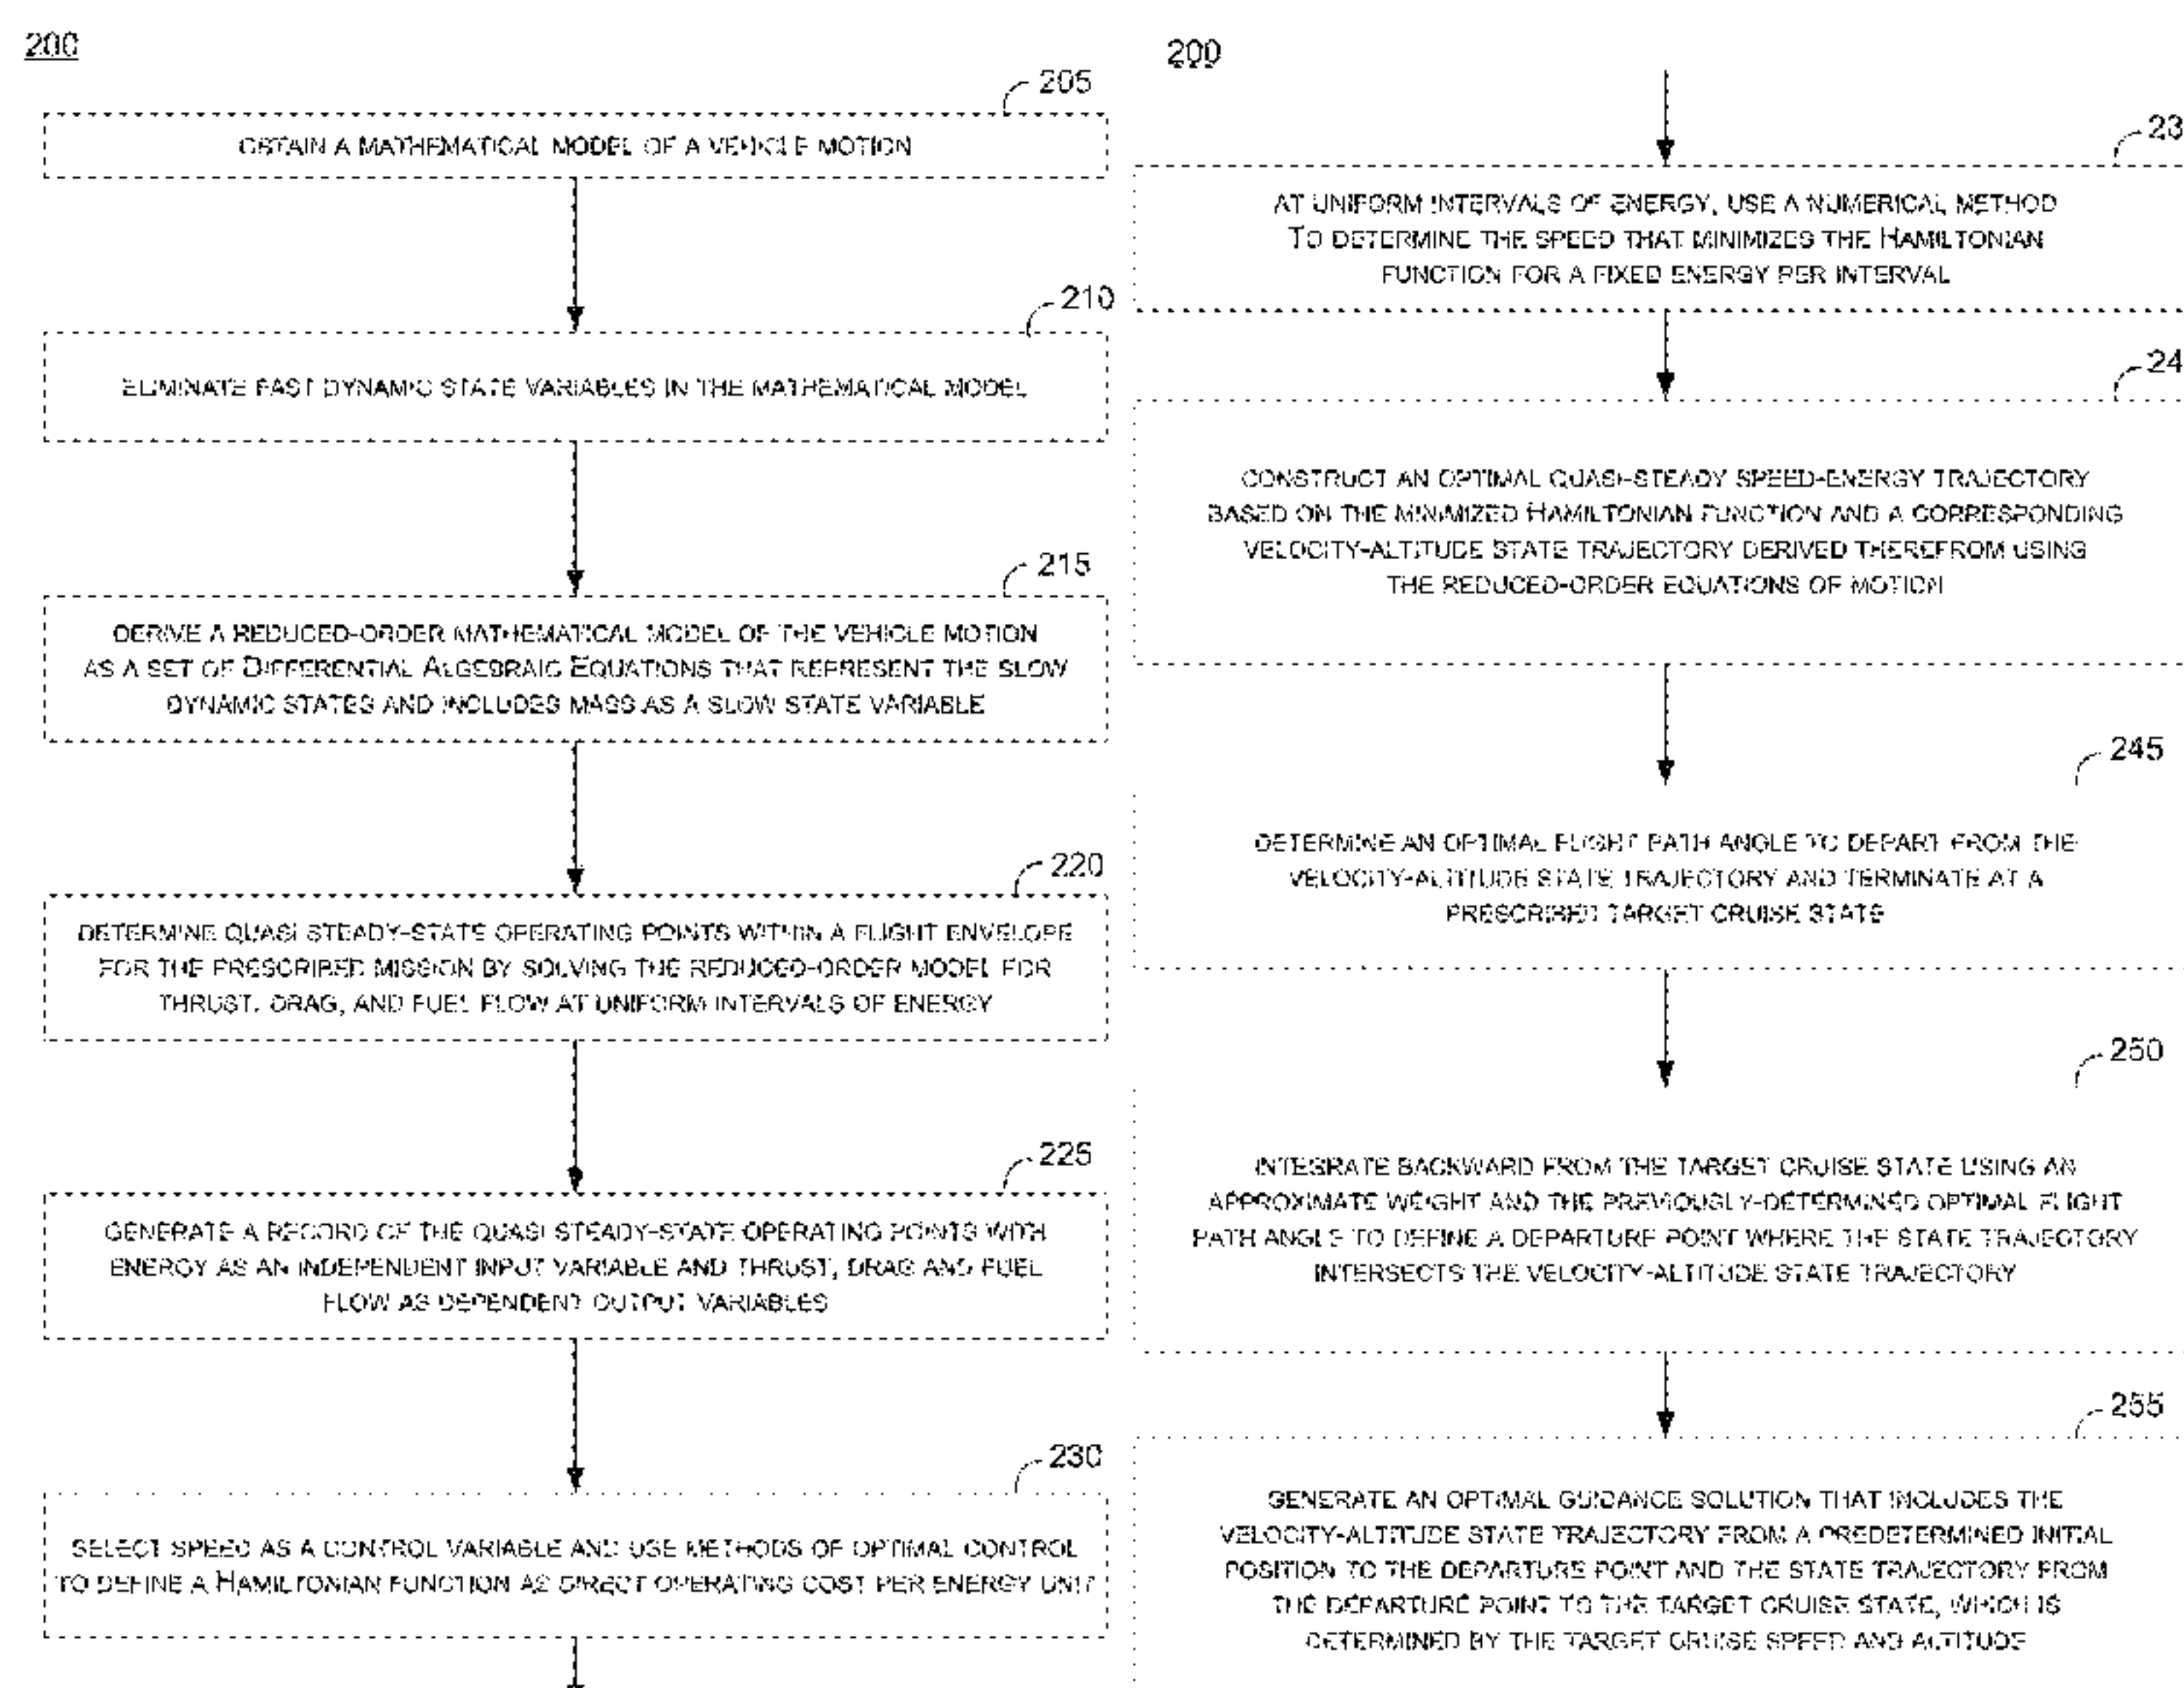 200
205
OBTAIN A MATHEMATICAL MODEL OF A VEHICLE MOTION
210
ELIMINATE FAST DYNAMIC STATE VARIABLES IN THE MATHEMATICAL MODEL
215
DERIVE A REDUCED-ORDER MATHEMATICAL MODEL OF THE VEHICLE MOTION
AS A SET OF DIFFERENTIAL ALGEBRAIC EQUATIONS THAT REPRESENT THE SLOW
DYNAMIC STATES AND INCLUDES MASS AS A SLOW STATE VARIABLE
220
DETERMINE QUASI STEADY-STATE OPERATING POINTS WITHIN A FLIGHT ENVELOPE
FOR THE PRESCRIBED MISSION BY SOLVING THE REDUCED-ORDER MODEL FOR
THRUST, DRAG, AND FUEL FLOW AT UNIFORM INTERVALS OF ENERGY
225
GENERATE A RECORD OF THE QUASI STEADY-STATE OPERATING POINTS WITH
ENERGY AS AN INDEPENDENT INPUT VARIABLE AND THRUST, DRAG AND FUEL
FLOW AS DEPENDENT OUTPUT VARIABLES
230
SELECT SPEED AS A CONTROL VARIABLE AND USE METHODS OF OPTIMAL CONTROL
TO DEFINE A HAMILTONIAN FUNCTION AS DIRECT OPERATING COST PER ENERGY UNIT
200
23
AT UNIFORM INTERVALS OF ENERGY, USE A NUMERICAL METHOD
TO DETERMINE THE SPEED THAT MINIMIZES THE HAMILTONIAN
FUNCTION FOR A FIXED ENERGY PER INTERVAL
24
CONSTRUCT AN OPTIMAL QUASI-STEADY SPEED-ENERGY TRAJECTORY
BASED ON THE MINIMIZED HAMILTONIAN FUNCTION AND A CORRESPONDING
VELOCITY-ALTITUDE STATE TRAJECTORY DERIVED THEREFROM USING
THE REDUCED-ORDER EQUATIONS OF MOTION
245
DETERMINE AN OPTIMAL FLIGHT PATH ANGLE TO DEPART FROM THE
VELOCITY-ALTITUDE STATE TRAJECTORY AND TERMINATE AT A
PRESCRIBED TARGET CRUISE STATE
250
INTEGRATE BACKWARD FROM THE TARGET CRUISE STATE USING AN
APPROXIMATE WEIGHT AND THE PREVIOUSLY-DETERMINED OPTIMAL FLIGHT
PATH ANGLE TO DEFINE A DEPARTURE POINT WHERE THE STATE TRAJECTORY
INTERSECTS THE VELOCITY-ALTITUDE STATE TRAJECTORY
255
GENERATE AN OPTIMAL GUIDANCE SOLUTION THAT INCLUDES THE
VELOCITY-ALTITUDE STATE TRAJECTORY FROM A PREDETERMINED INITIAL
POSITION TO THE DEPARTURE POINT AND THE STATE TRAJECTORY FROM
THE DEPARTURE POINT TO THE TARGET CRUISE STATE, WHICH IS
DETERMINED BY THE TARGET CRUISE SPEED AND ALTITUDE